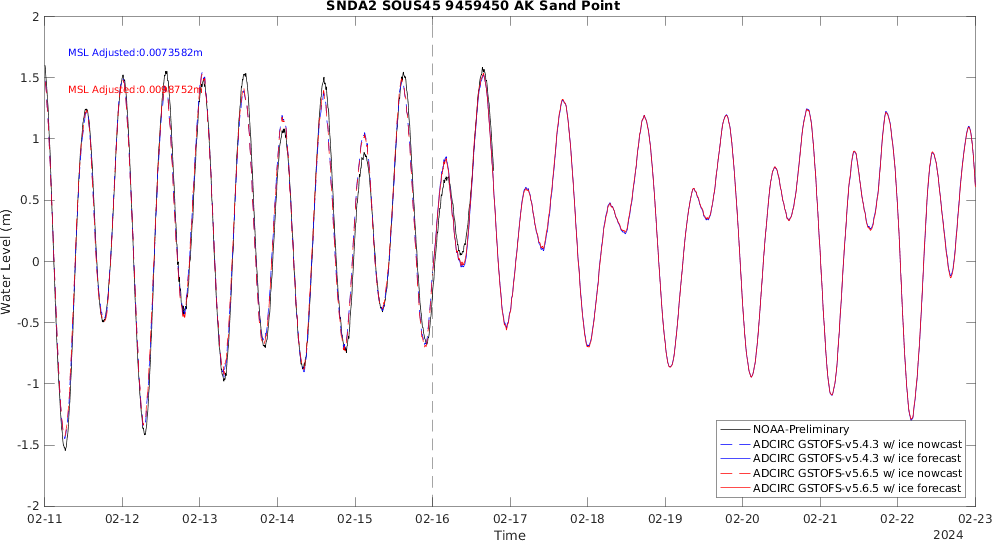 SNDA2 SOUS45 9459450 AK Sand Point
2
1.5
1
0.5
0
-0.5
-1
-1.5
-2
Water Level (m)
MSL Adjusted:0.0073582m
MSL Adjusted:0.0098752m
NOAA-Preliminary
ADCIRC GSTOFS-v5.4.3 w/ ice nowcast
ADCIRC GSTOFS-v5.4.3 w/ ice forecast
ADCIRC GSTOFS-v5.6.5 w/ ice nowcast
ADCIRC GSTOFS-v5.6.5 w/ ice forecast
02-11 02-12 02-13 02-14 02-15 02-16 02-17 02-18 02-19 02-20 02-21 02-22 02-23
Time
2024